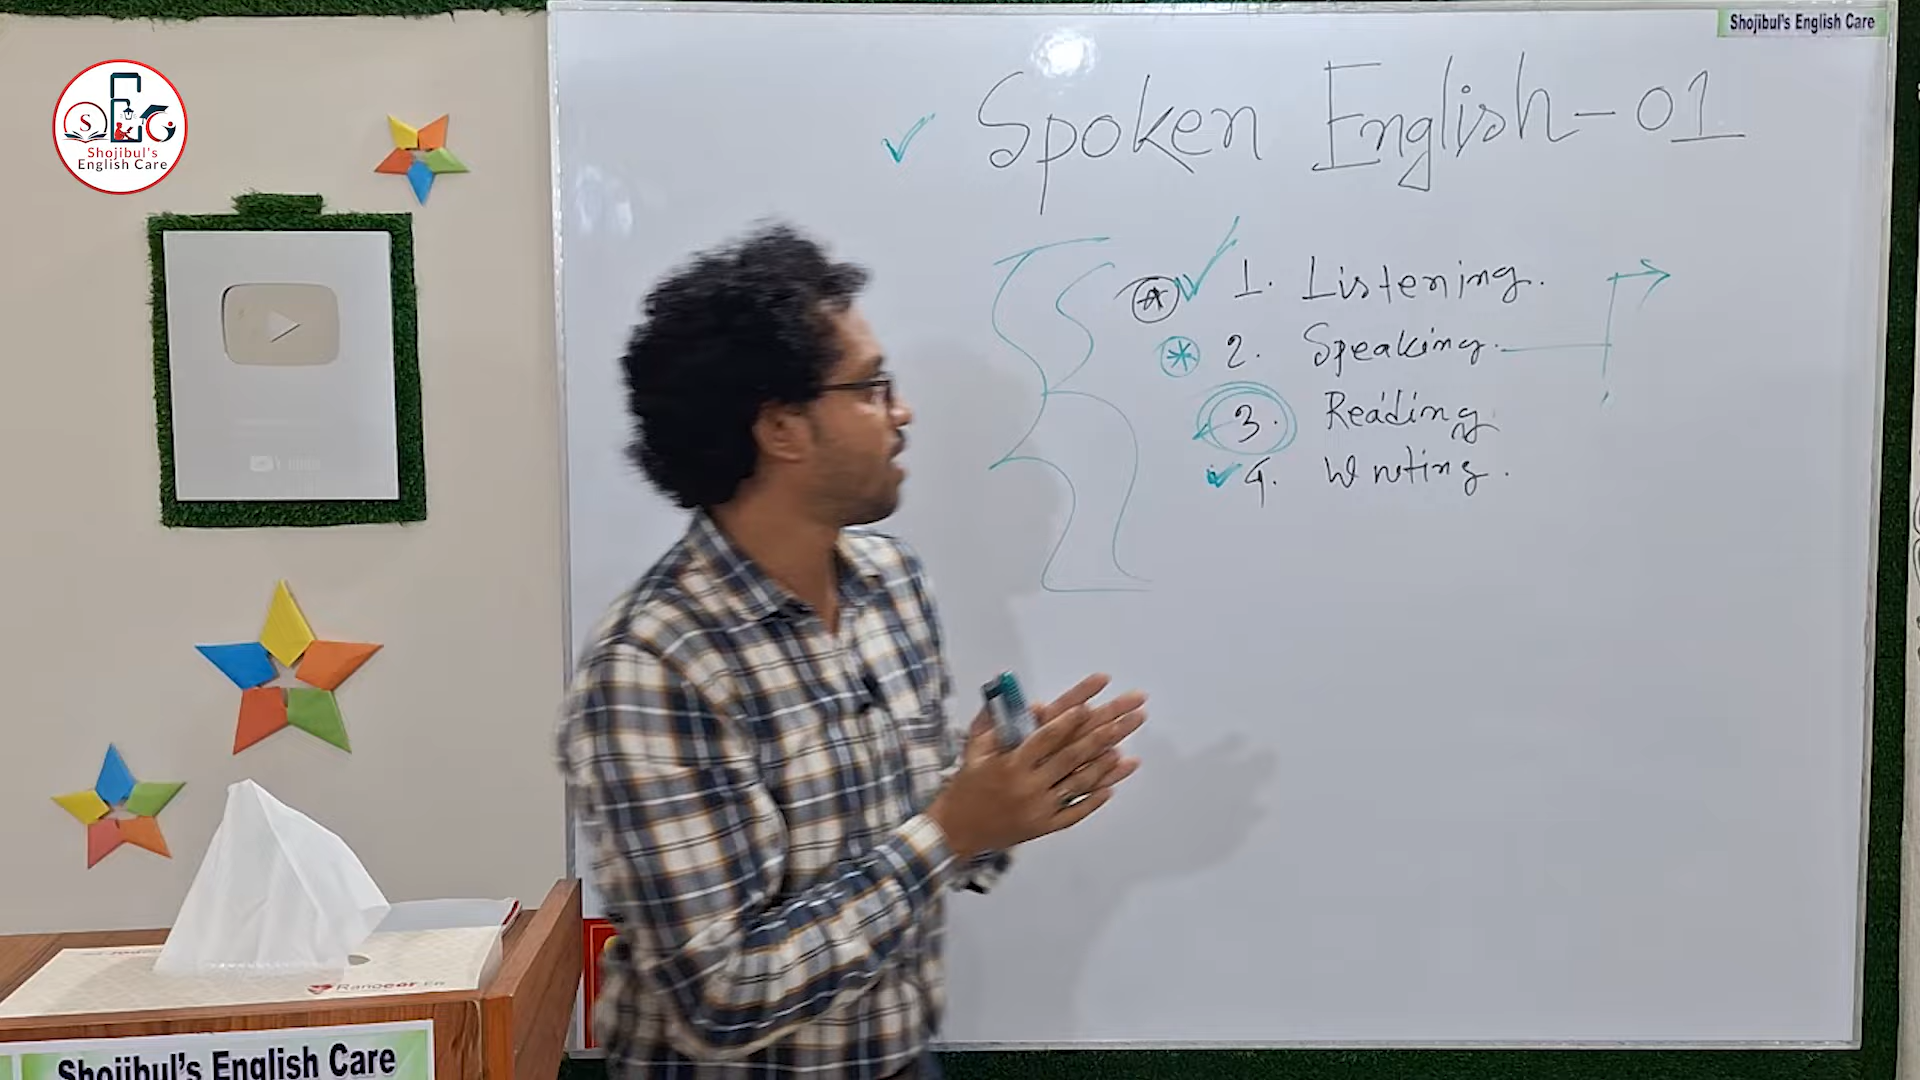 Shojibul's English Care
S
Shojibul's
English Care
Spoken English-01
1. Listening.
2. Speaking.
3. Reading
4. Writing.
Shojibul's English Care